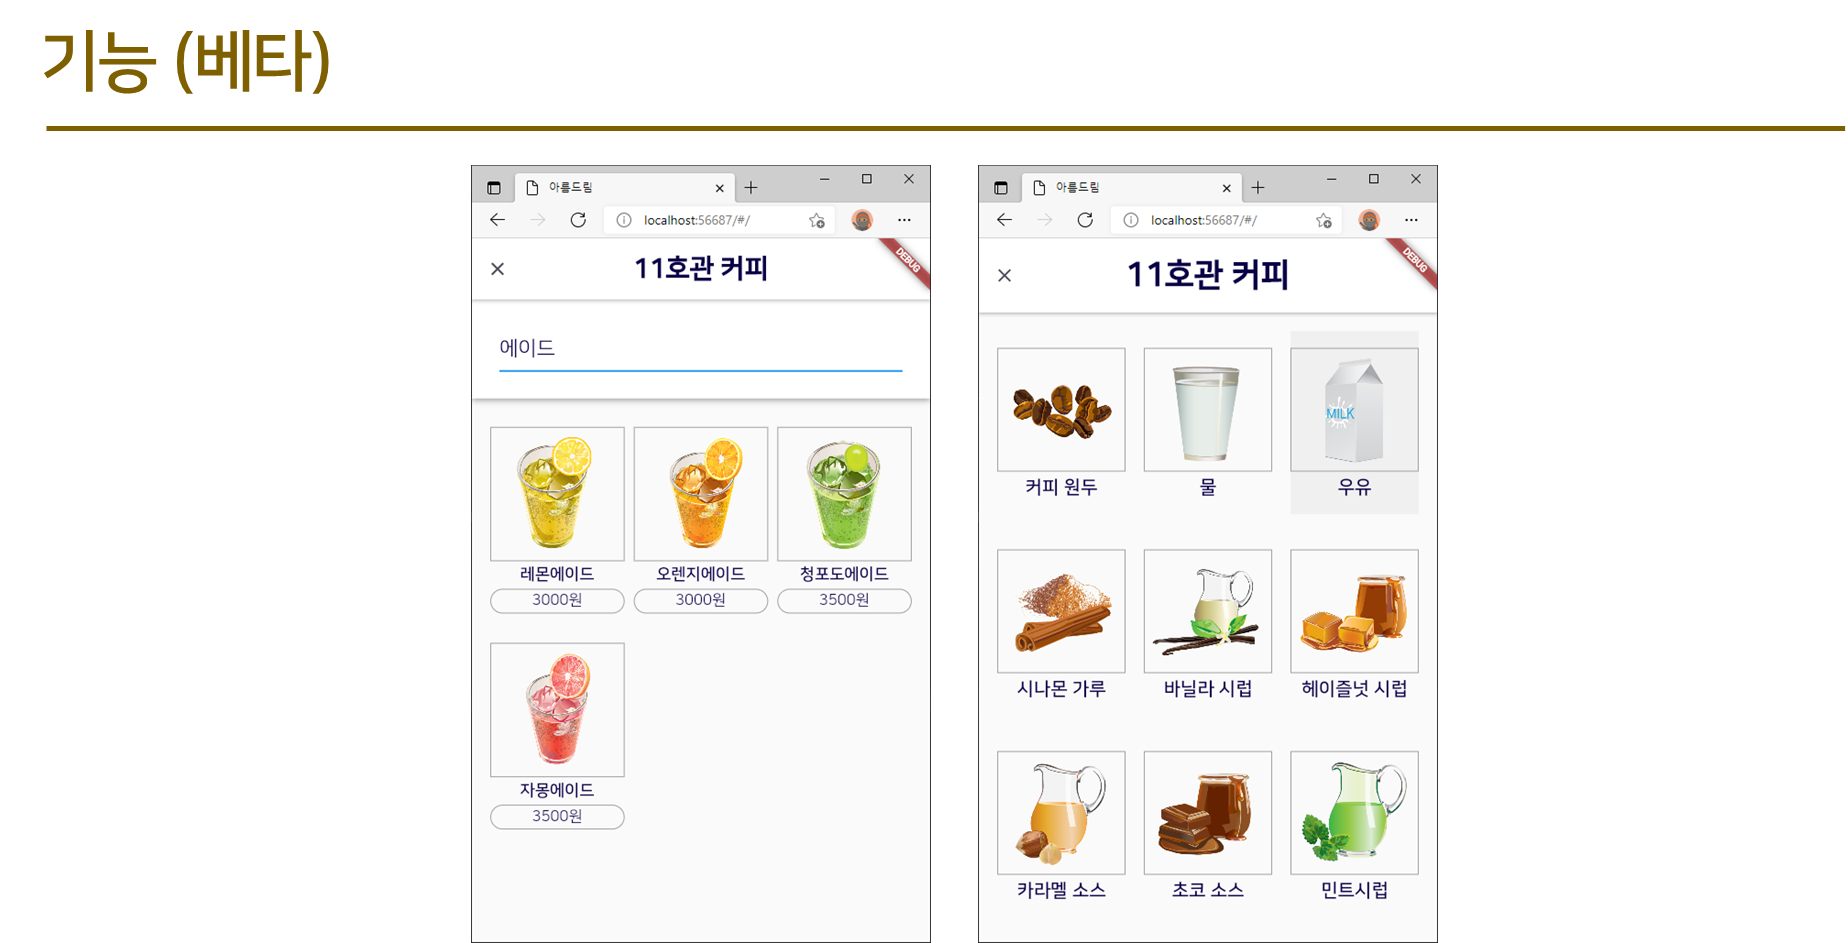 기능 (베타)
아름드림
localhost:56687/#/
DEBUG
11호관 커피
에이드
레몬에이드 오렌지에이드 청포도에이드
3000원 3000원 3500원
자몽에이드
3500원
아름드림
localhost:56687/#/
DEBUG
11호관 커피
MILK
커피 원두 물 우유
시나몬 가루 바닐라 시럽 헤이즐넛 시럽
카라멜 소스 초코 소스 민트시럽